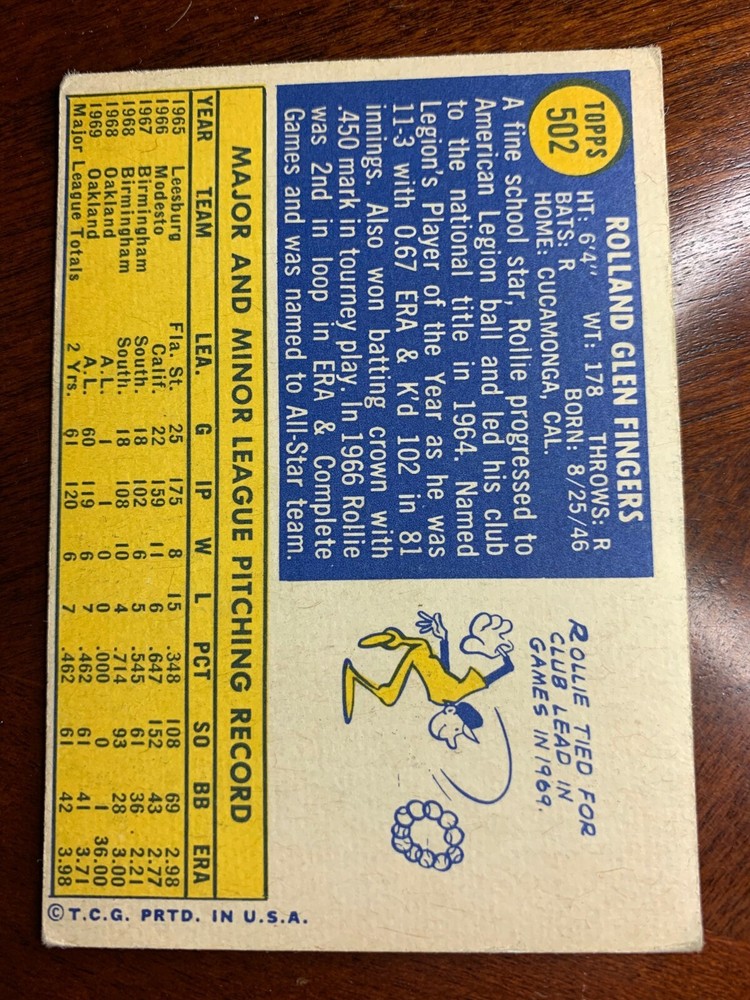 TOPPS
502
ROLLAND GLEN FINGERS
HT: 6'4" WT: 178 THROWS: R
BATS: R BORN: 8/25/46
HOME: CUCAMONGA, CAL.
A fine school star, Rollie progressed to
American Legion ball and led his club
to the national title in 1964. Named
Legion's Player of the Year as he was
11-3 with 0.67 ERA & K'd 102 in 81
innings. Also won batting crown with
.450 mark in tourney play. In 1966 Rollie
was 2nd in loop in ERA & Complete
Games and was named to All-Star team.
ROLLIE TIED FOR
CLUB LEAD IN
GAMES IN 1969.
MAJOR AND MINOR LEAGUE PITCHING RECORD
YEAR TEAM LEA. G IP W L PCT SO BB ERA
1965 Leesburg Fla. St. 25 175 8 15 .348 108 69 2.98
1966 Modesto Calif. 22 159 11 6 .647 152 43 2.77
1967 Birmingham South. 18 102 6 5 .545 61 36 2.21
1968 Birmingham South. 18 108 10 4 .714 93 28 3.00
1968 Oakland A.L. 1 1 0 0 .000 0 1 36.00
1969 Oakland A.L. 60 119 6 7 .462 61 41 3.71
Major League Totals 2 Yrs. 61 120 6 7 .462 61 42 3.98
©T.C.G. PRTD. IN U.S.A.